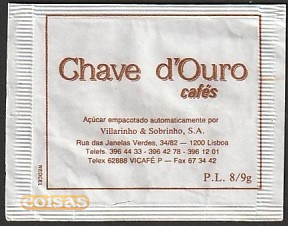 Chave d'Ouro
cafés
Açúcar empacotado automaticamente por
Villarinho & Sobrinho, S.A.
Rua das Janelas Verdes, 34/82 — 1200 Lisboa
Telefs. 396 44 33 - 396 42 78 - 396 12 01
Telex 62888 VICAFÉ P — Fax 67 34 42
P.L. 8/9g
NEOGEL
COISAS